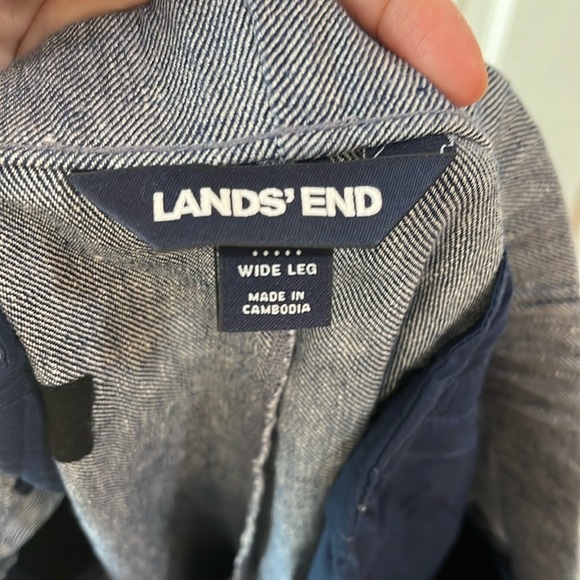 LANDS' END
WIDE LEG
MADE IN
CAMBODIA